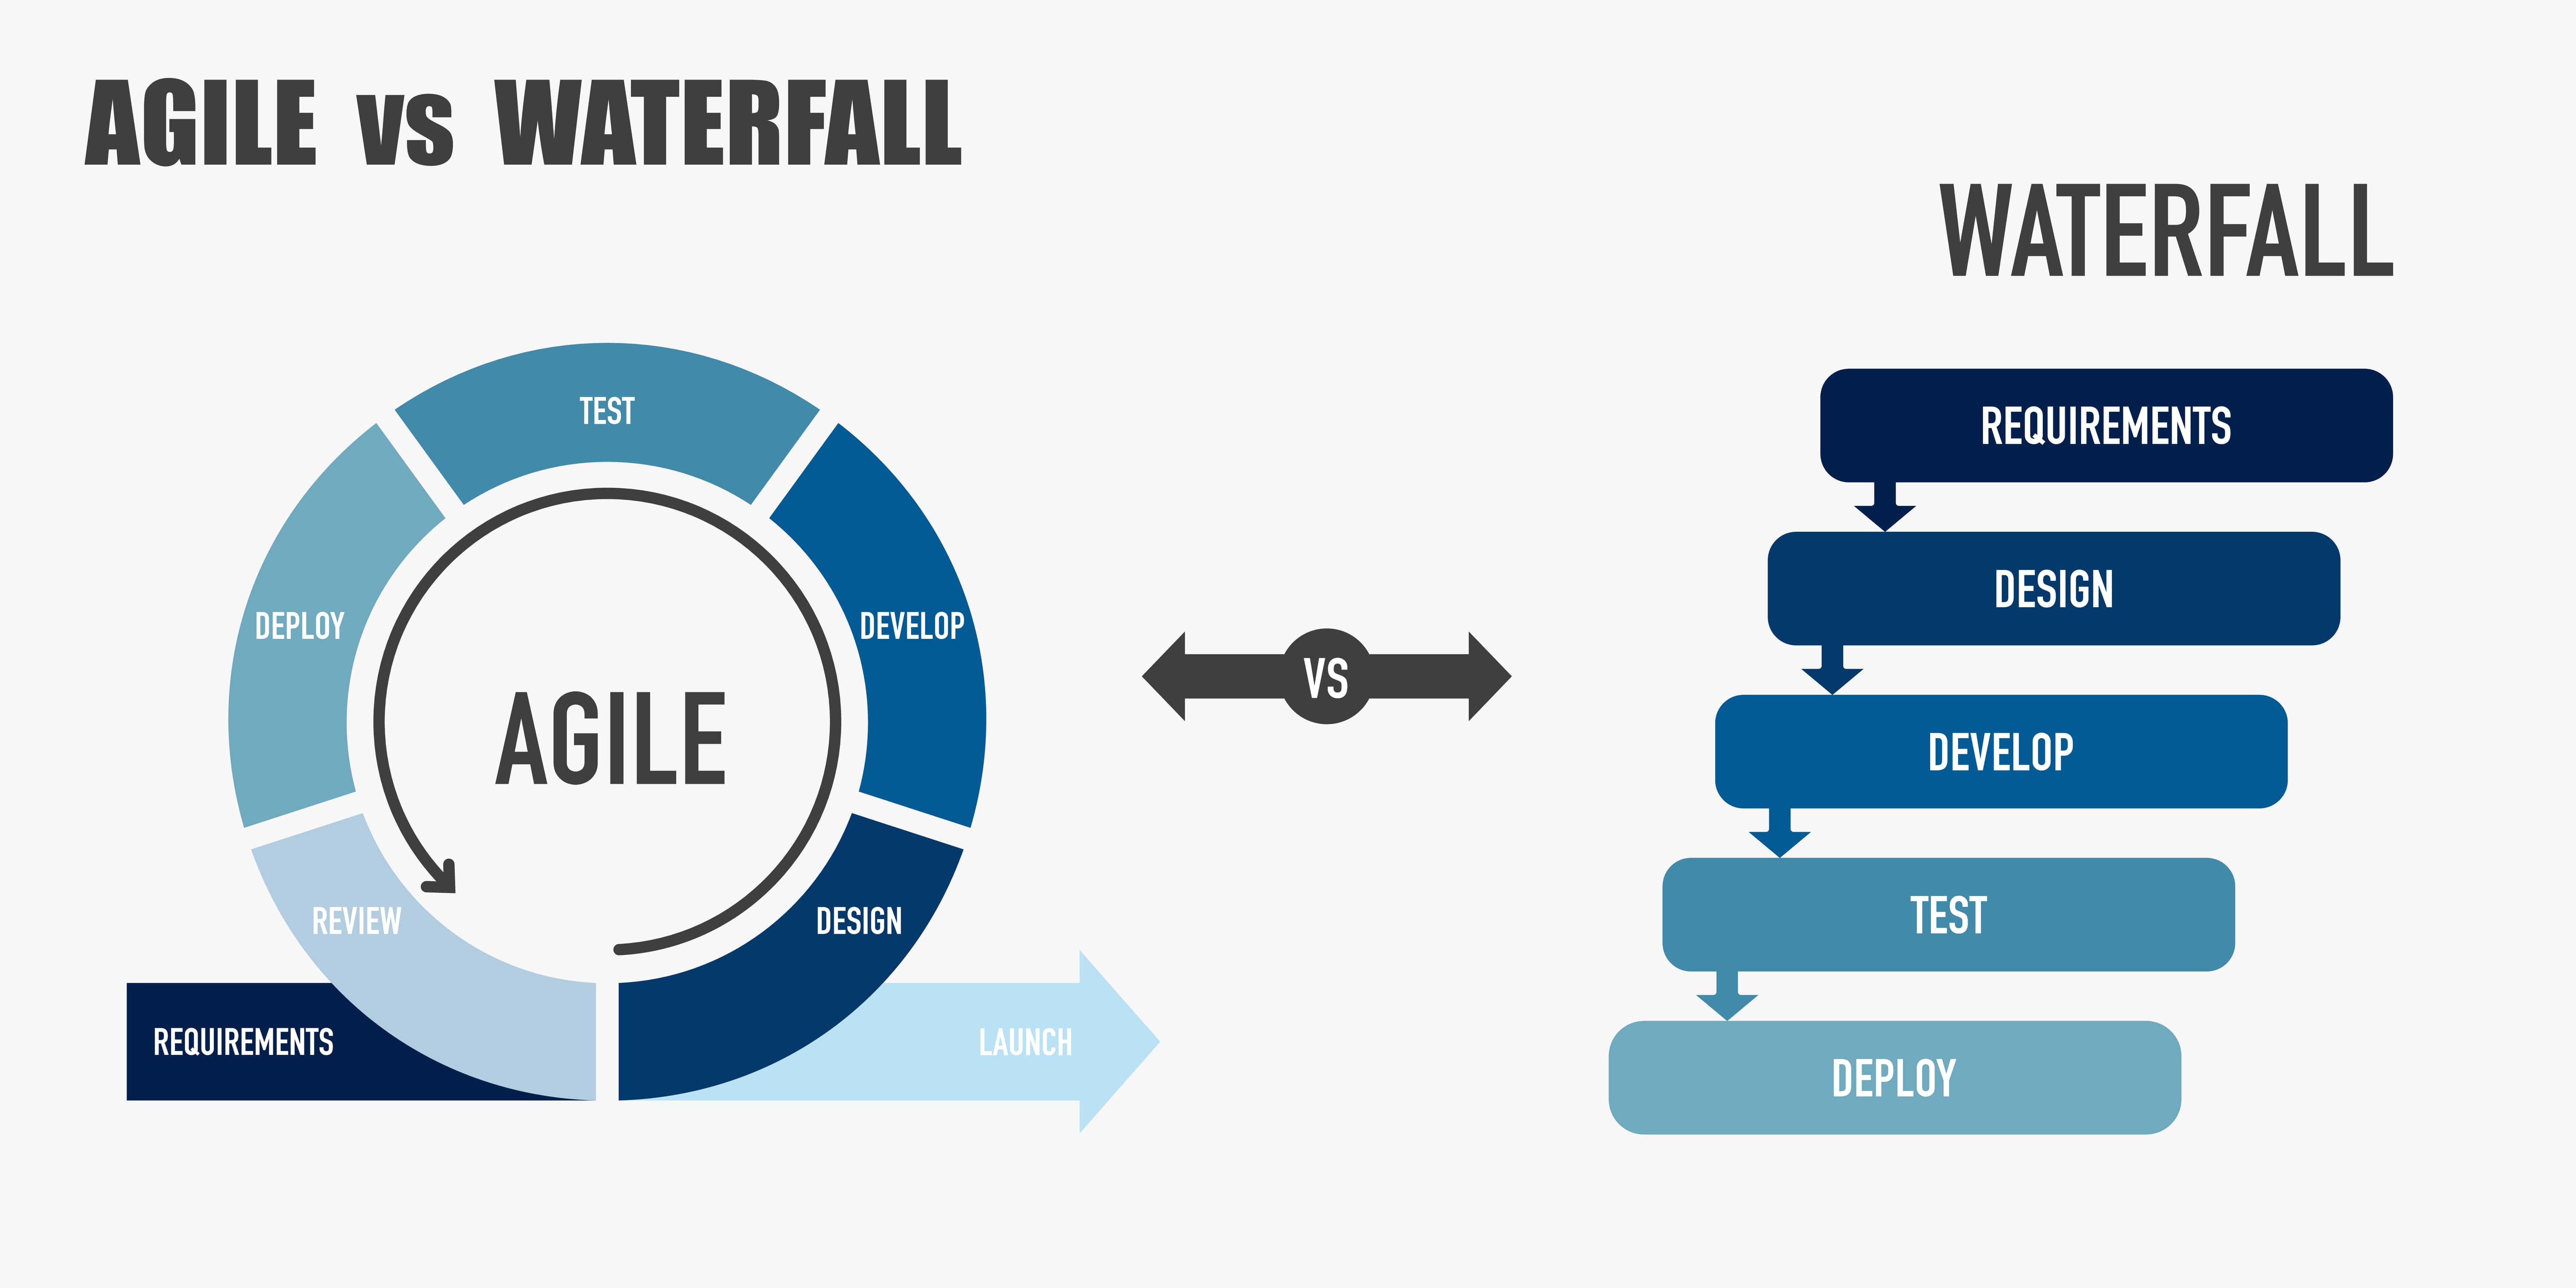 AGILE vs WATERFALL
TEST
DEPLOY
DEVELOP
AGILE
REVIEW
DESIGN
REQUIREMENTS
LAUNCH
VS
WATERFALL
REQUIREMENTS
DESIGN
DEVELOP
TEST
DEPLOY